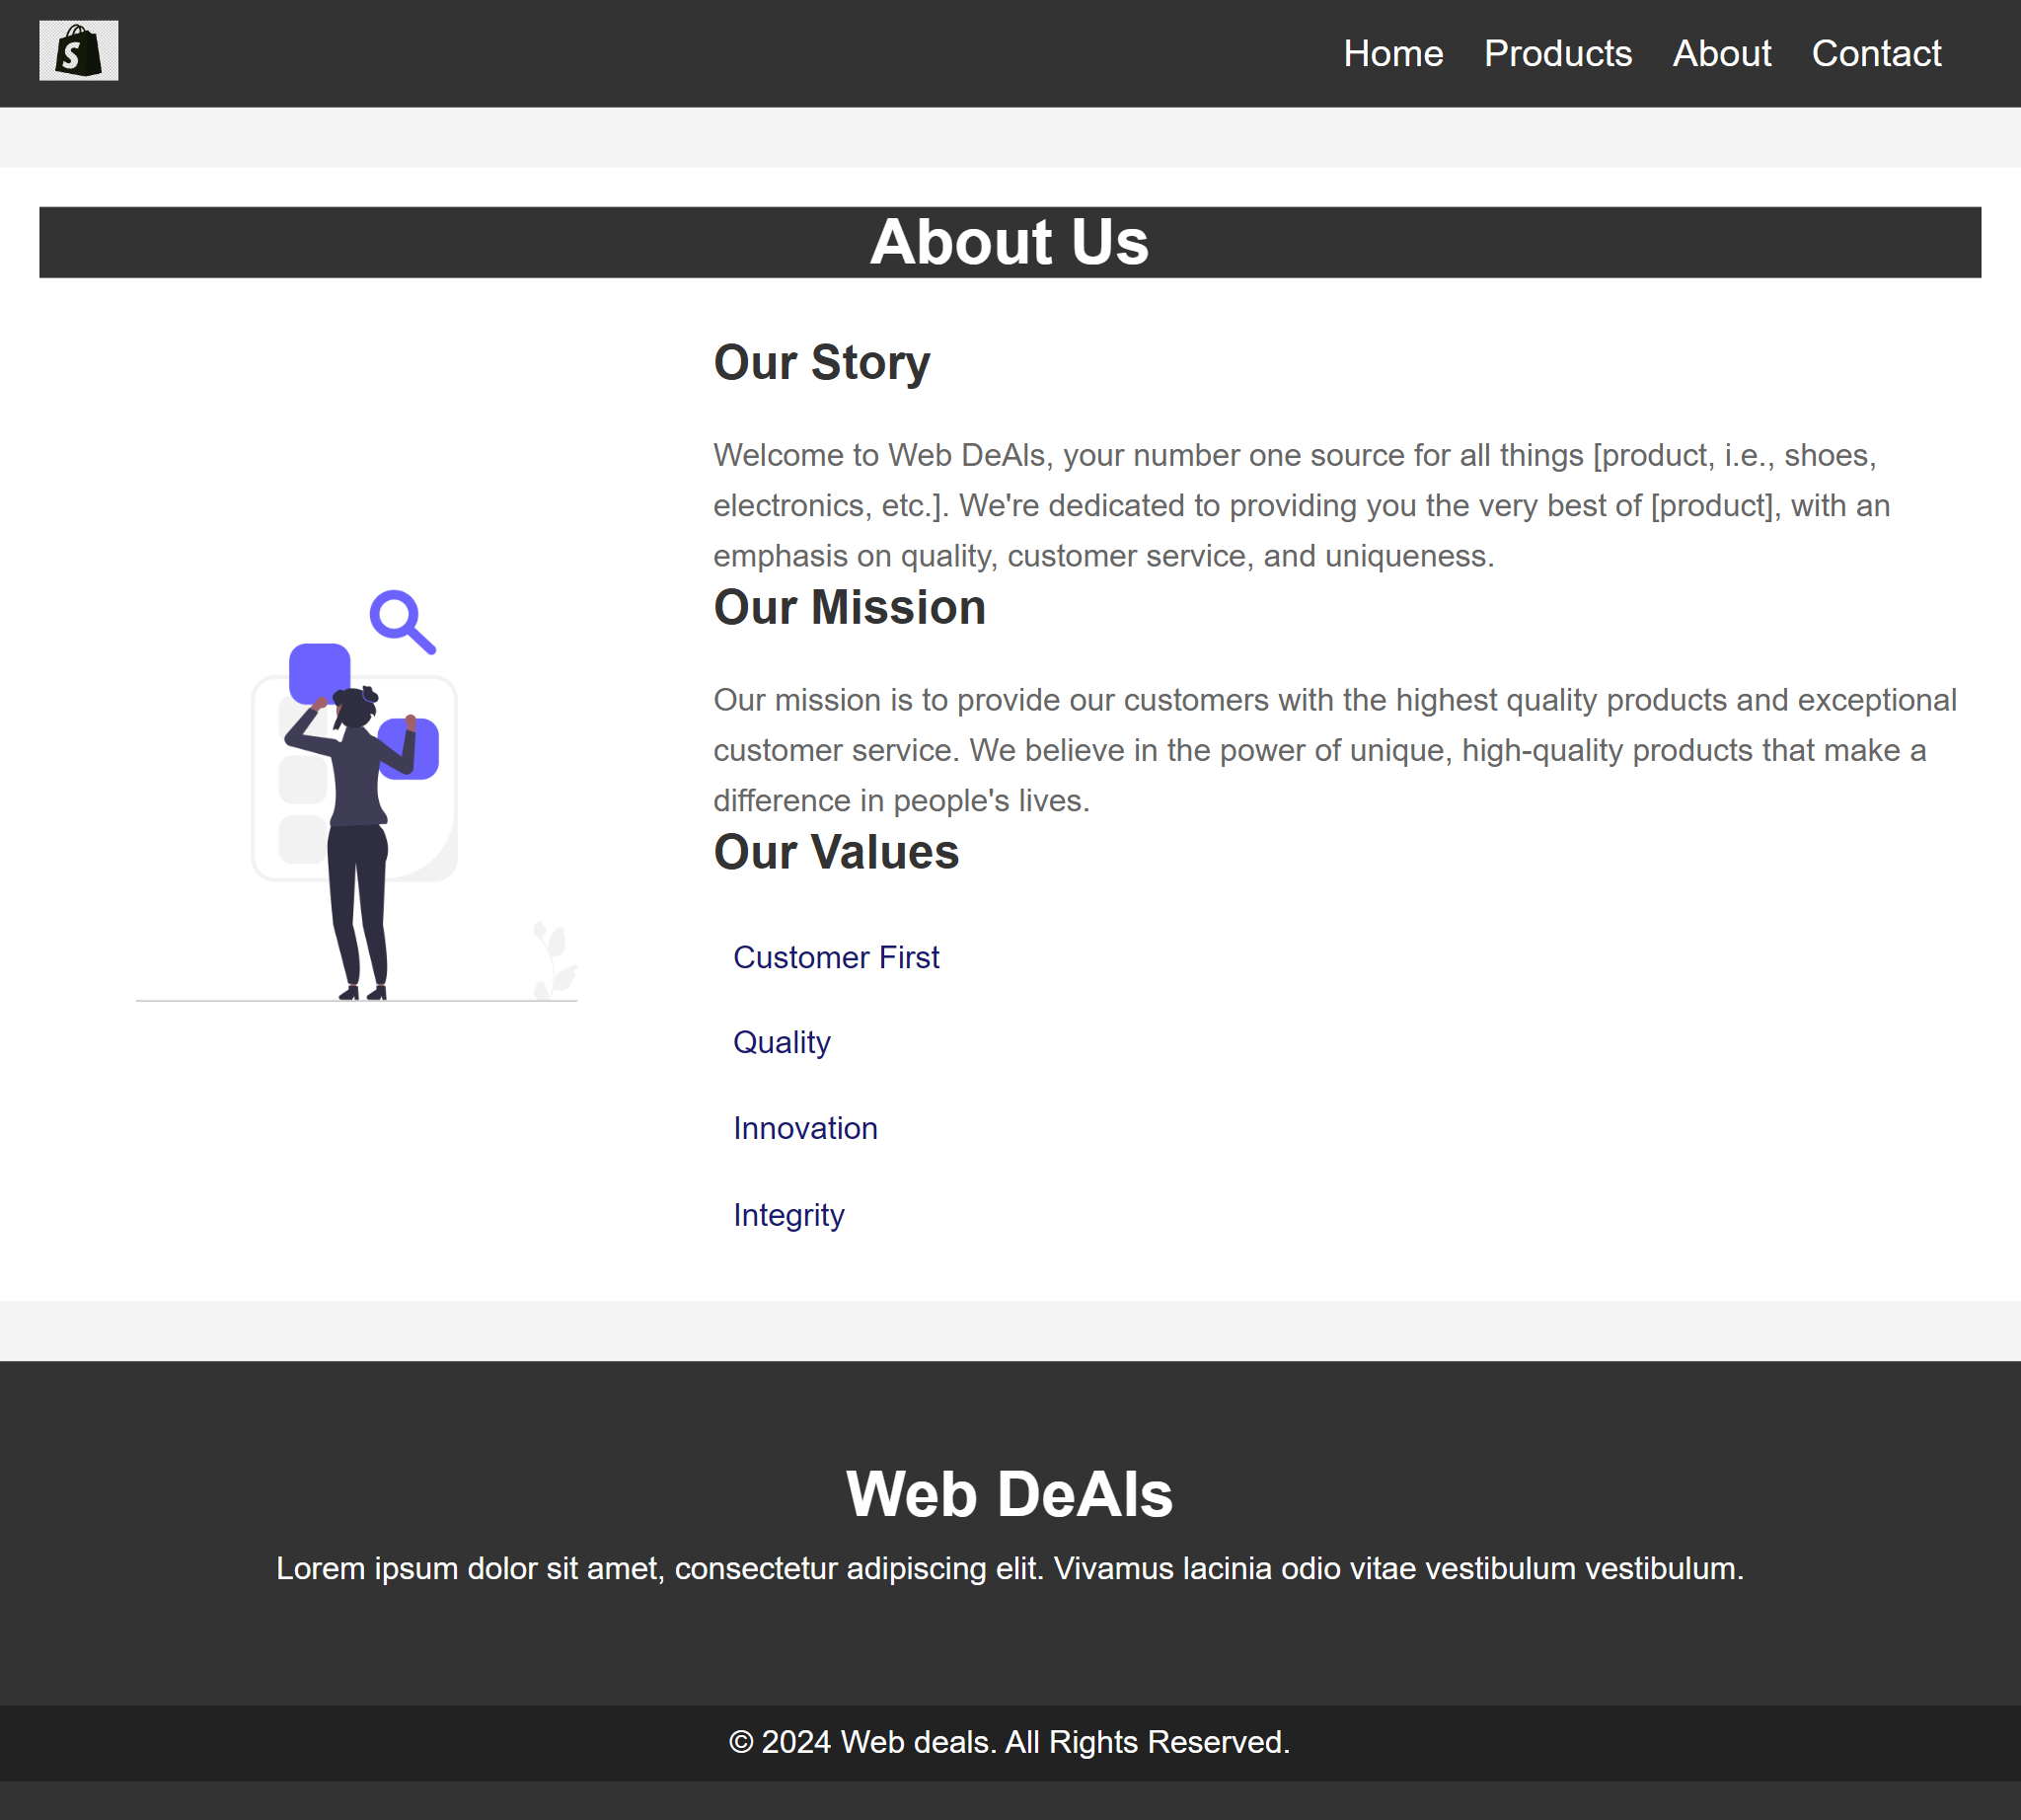 S
Home Products About Contact
About Us
Our Story
Welcome to Web DeAls, your number one source for all things [product, i.e., shoes,
electronics, etc.]. We're dedicated to providing you the very best of [product], with an
emphasis on quality, customer service, and uniqueness.
Our Mission
Our mission is to provide our customers with the highest quality products and exceptional
customer service. We believe in the power of unique, high-quality products that make a
difference in people's lives.
Our Values
Customer First
Quality
Innovation
Integrity
Web DeAls
Lorem ipsum dolor sit amet, consectetur adipiscing elit. Vivamus lacinia odio vitae vestibulum vestibulum.
© 2024 Web deals. All Rights Reserved.